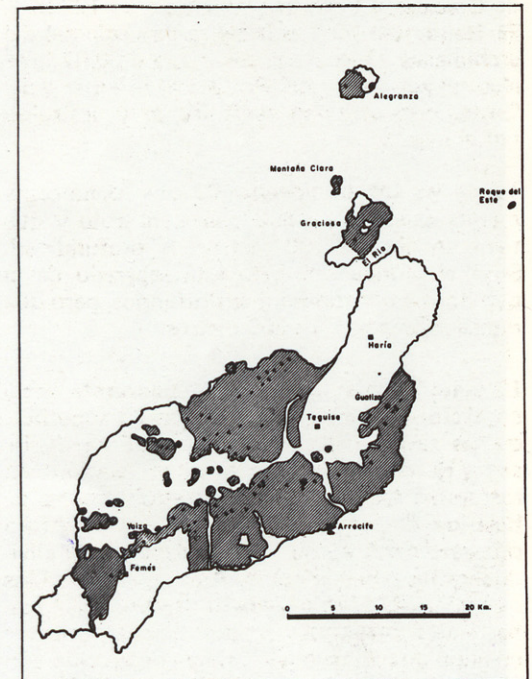 Alegranza
Montaña Clara
Roque del
Este
Graciosa
El Río
Haría
Guatiza
Teguise
Arrecife
Yaiza
Femés
0 5 10 15 20 Km.